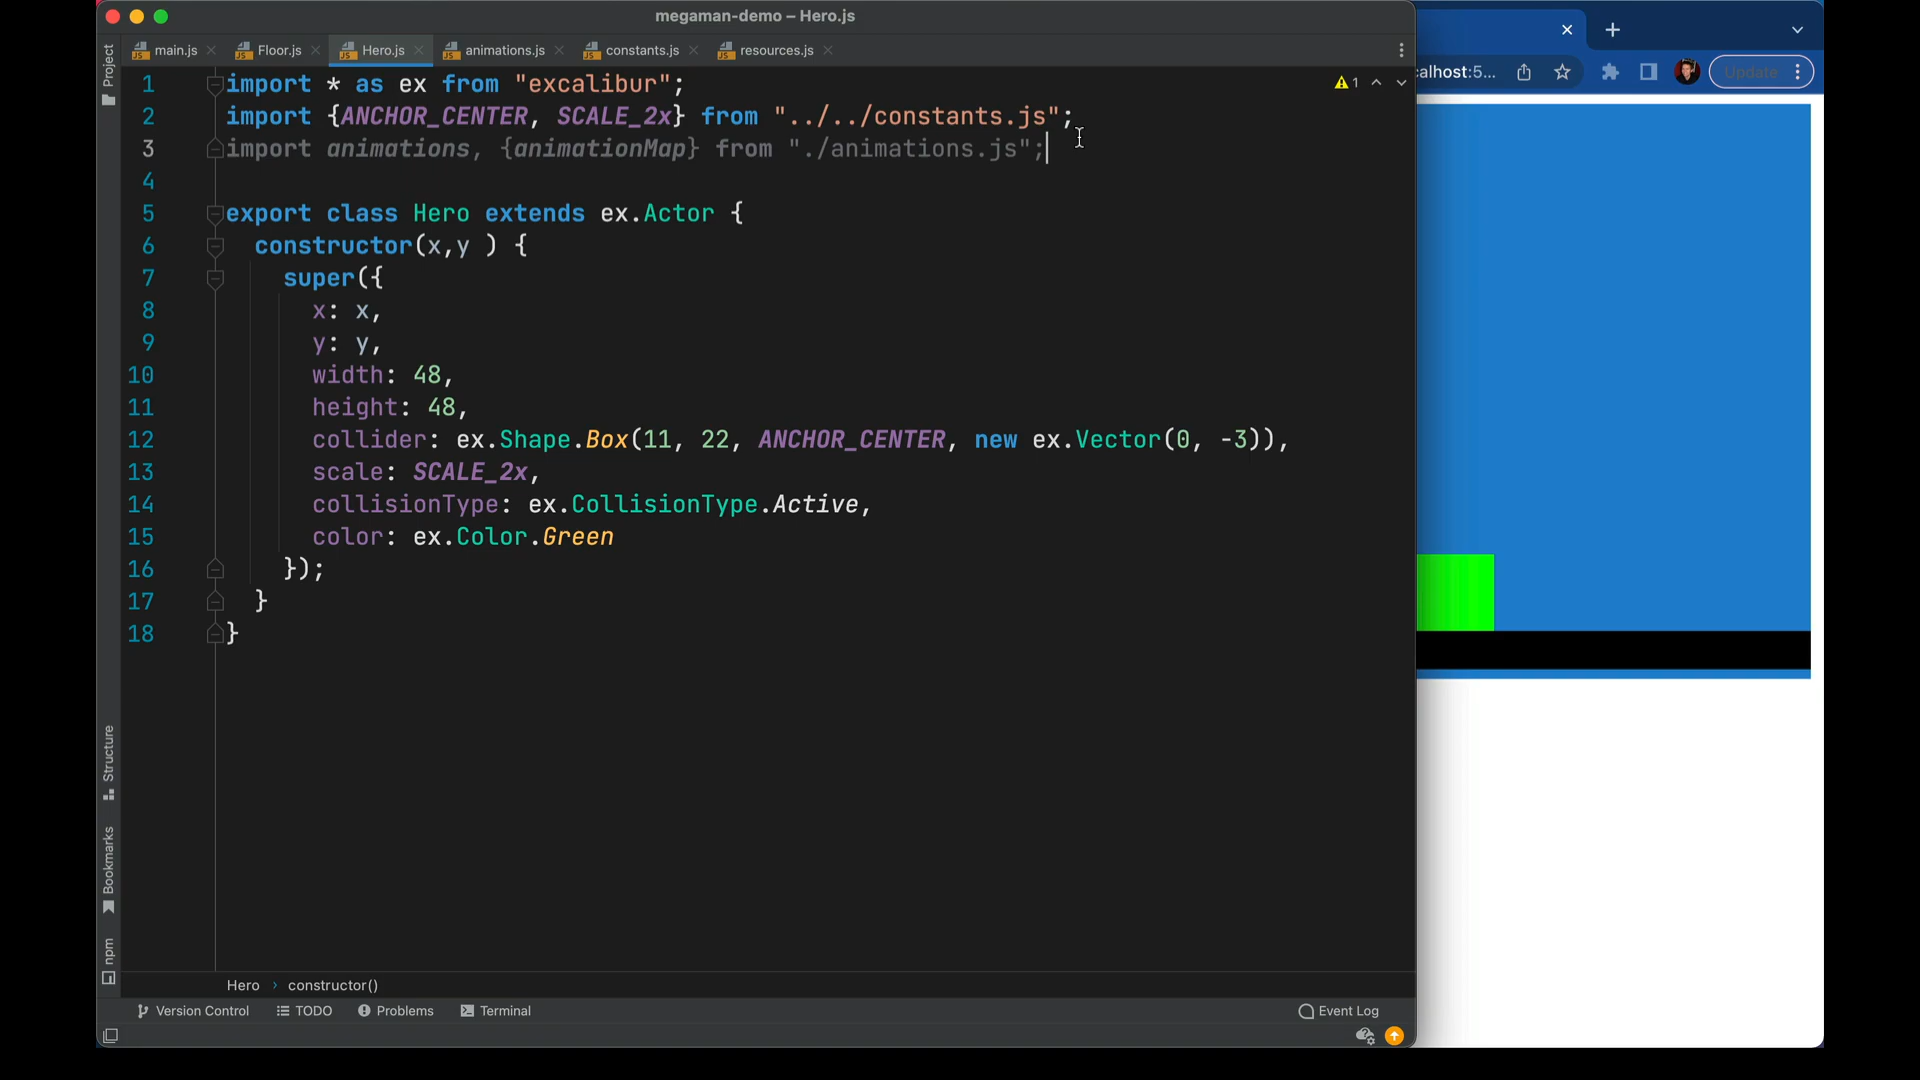 megaman-demo – Hero.js
main.js Floor.js Hero.js animations.js constants.js resources.js
alhost:5... Update
Project
1 import * as ex from "excalibur"; 1
2 import {ANCHOR_CENTER, SCALE_2x} from "../../constants.js";
3 import animations, {animationMap} from "./animations.js";
4
5 export class Hero extends ex.Actor {
6 constructor(x,y ) {
7 super({
8 x: x,
9 y: y,
10 width: 48,
11 height: 48,
12 collider: ex.Shape.Box(11, 22, ANCHOR_CENTER, new ex.Vector(0, -3)),
13 scale: SCALE_2x,
14 collisionType: ex.CollisionType.Active,
15 color: ex.Color.Green
16 });
17 }
18 }
Structure
Bookmarks
npm
Hero › constructor()
Version Control TODO Problems Terminal Event Log